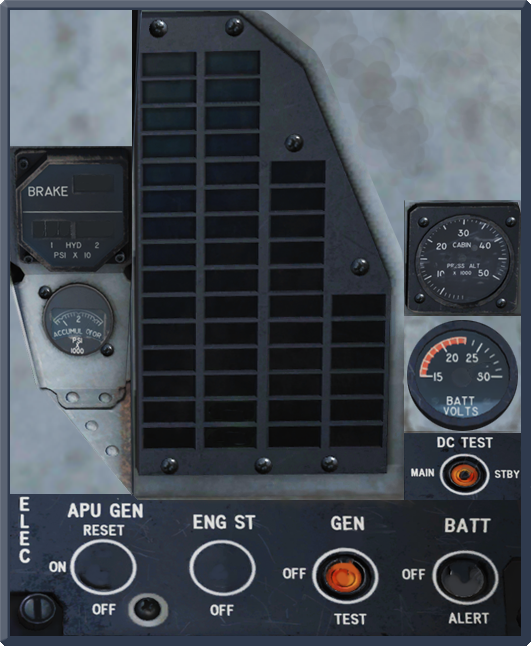 BRAKE
1 HYD 2
PSI X 10
2
ACCUMUL
PSI
X
1000
30
20 CABIN 40
PRESS ALT
10 X 1000 50
20 25
15 30
BATT
VOLTS
DC TEST
MAIN STBY
ELEC
APU GEN
RESET
ON
OFF
ENG ST
OFF
GEN
OFF
TEST
BATT
OFF
ALERT